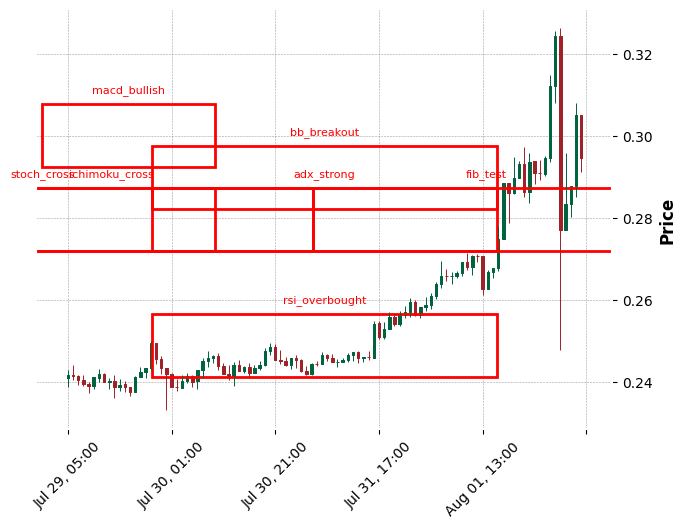 macd_bullish
bb_breakout
stoch_cross
ichimoku_cross
adx_strong
fib_test
rsi_overbought
0.32
0.30
0.28
0.26
0.24
Price
Jul 29, 05:00
Jul 30, 01:00
Jul 30, 21:00
Jul 31, 17:00
Aug 01, 13:00